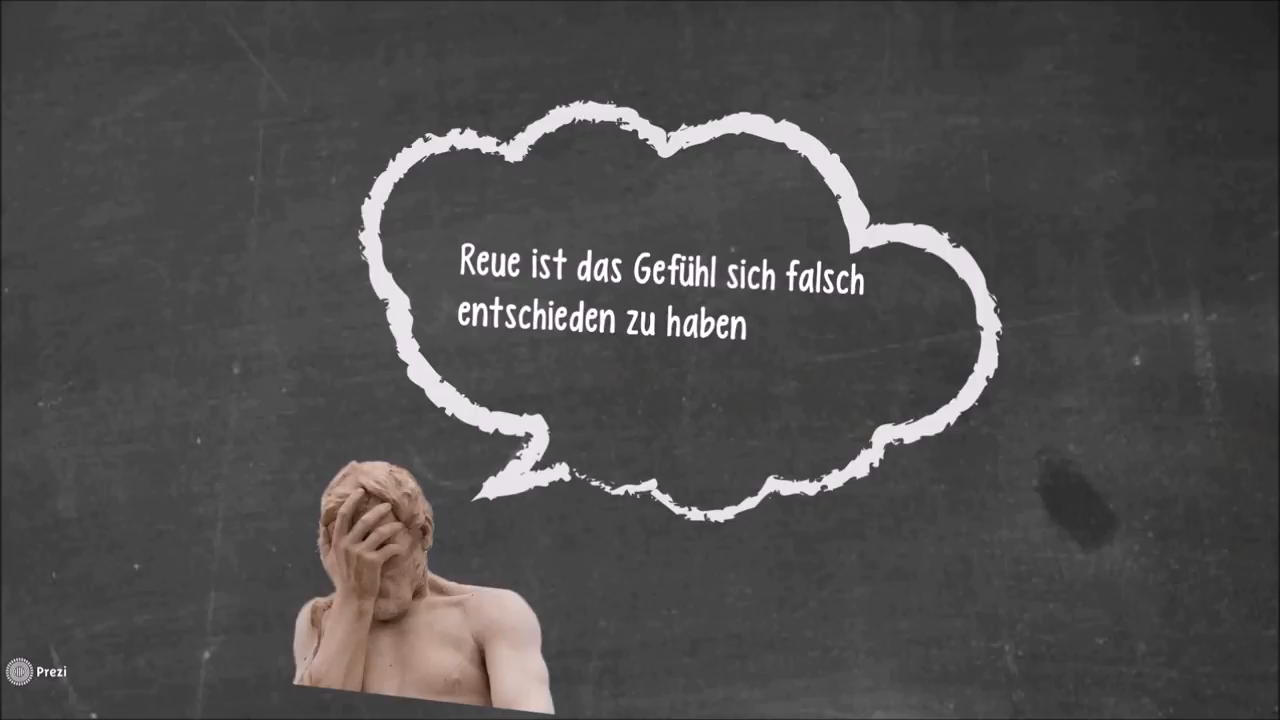 Reue ist das Gefühl sich falsch
entschieden zu haben
Prezi